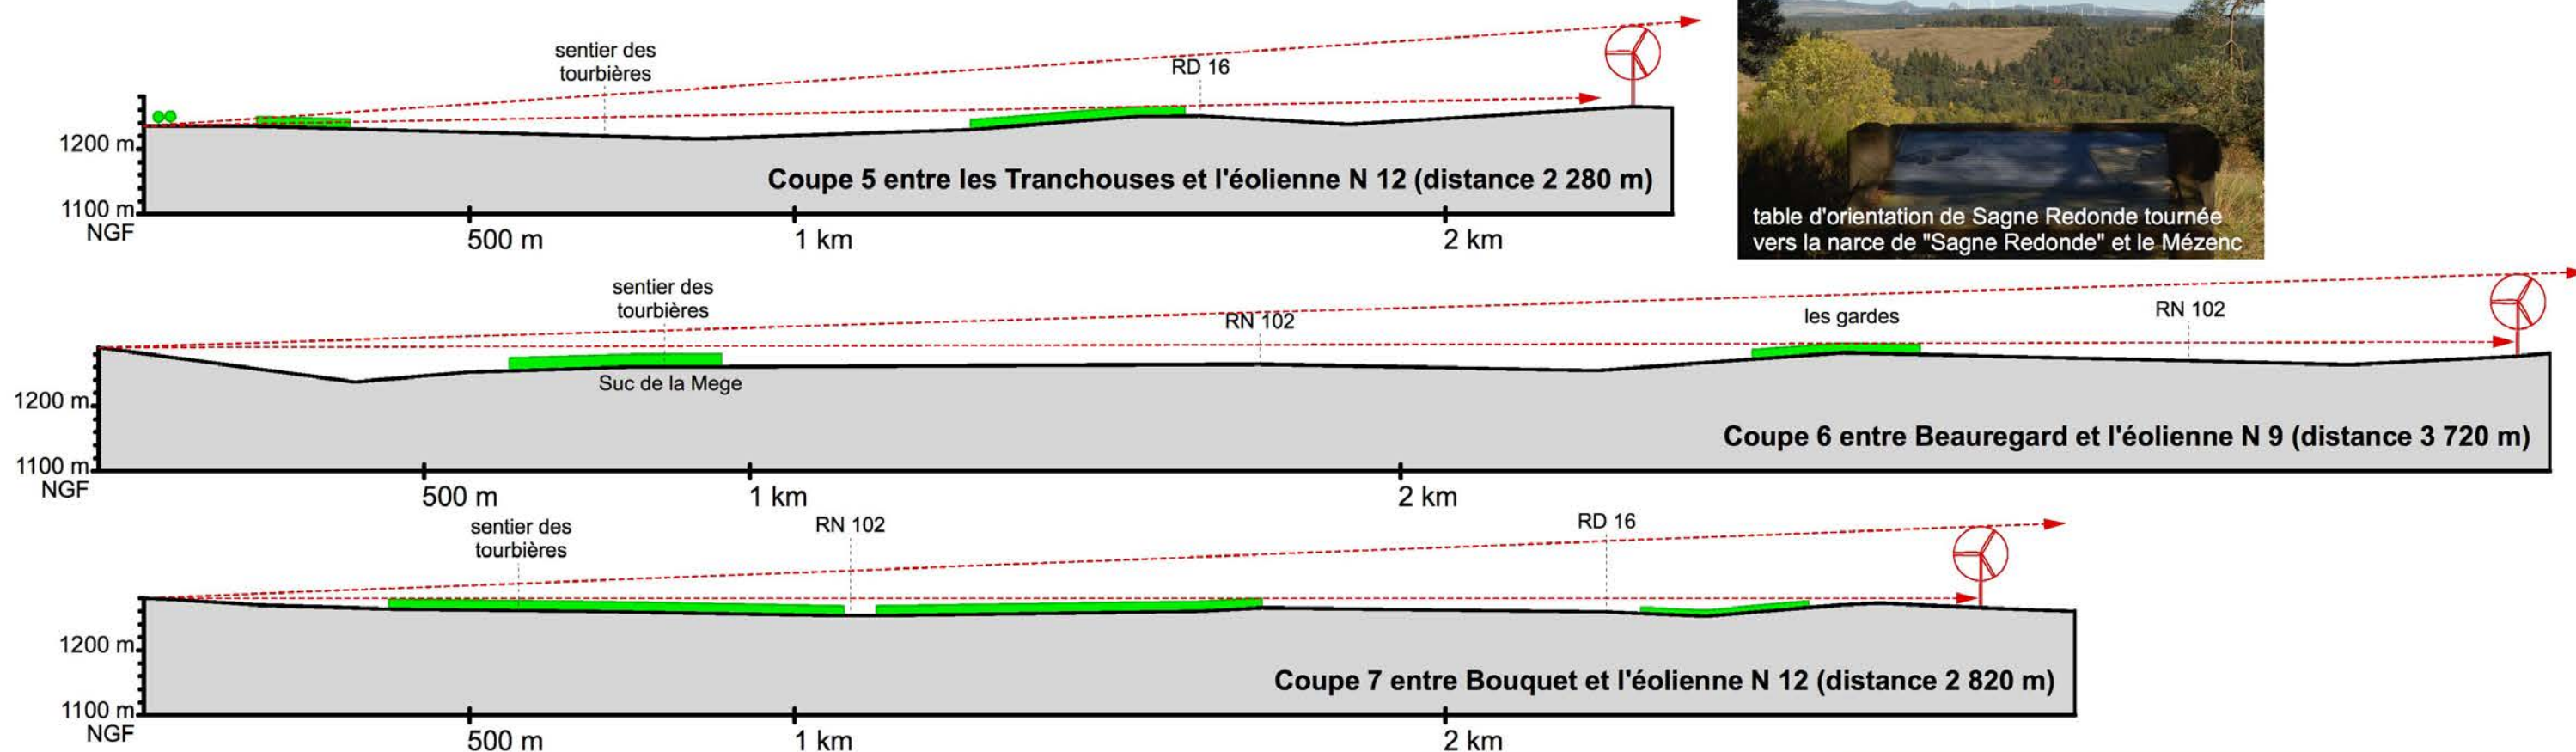 sentier des
tourbières
RD 16
1200 m
Coupe 5 entre les Tranchouses et l'éolienne N 12 (distance 2 280 m)
1100 m
NGF
500 m
1 km
2 km
table d'orientation de Sagne Redonde tournée
vers la narce de "Sagne Redonde" et le Mézenc
sentier des
tourbières
RN 102
les gardes
RN 102
Suc de la Mege
1200 m
Coupe 6 entre Beauregard et l'éolienne N 9 (distance 3 720 m)
1100 m
NGF
500 m
1 km
2 km
sentier des
tourbières
RN 102
RD 16
1200 m
Coupe 7 entre Bouquet et l'éolienne N 12 (distance 2 820 m)
1100 m
NGF
500 m
1 km
2 km